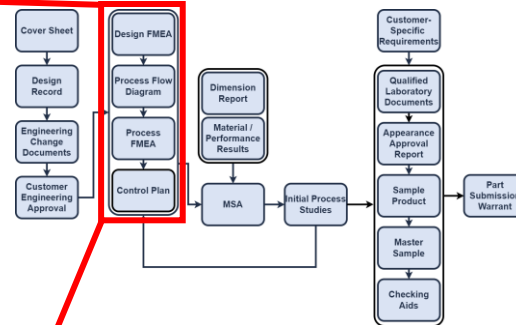 Cover Sheet
Design
Record
Engineering
Change
Documents
Customer
Engineering
Approval
Design FMEA
Process Flow
Diagram
Process
FMEA
Control Plan
Dimension
Report
Material /
Performance
Results
MSA
Initial Process
Studies
Customer-
Specific
Requirements
Qualified
Laboratory
Documents
Appearance
Approval
Report
Sample
Product
Master
Sample
Checking
Aids
Part
Submission
Warrant